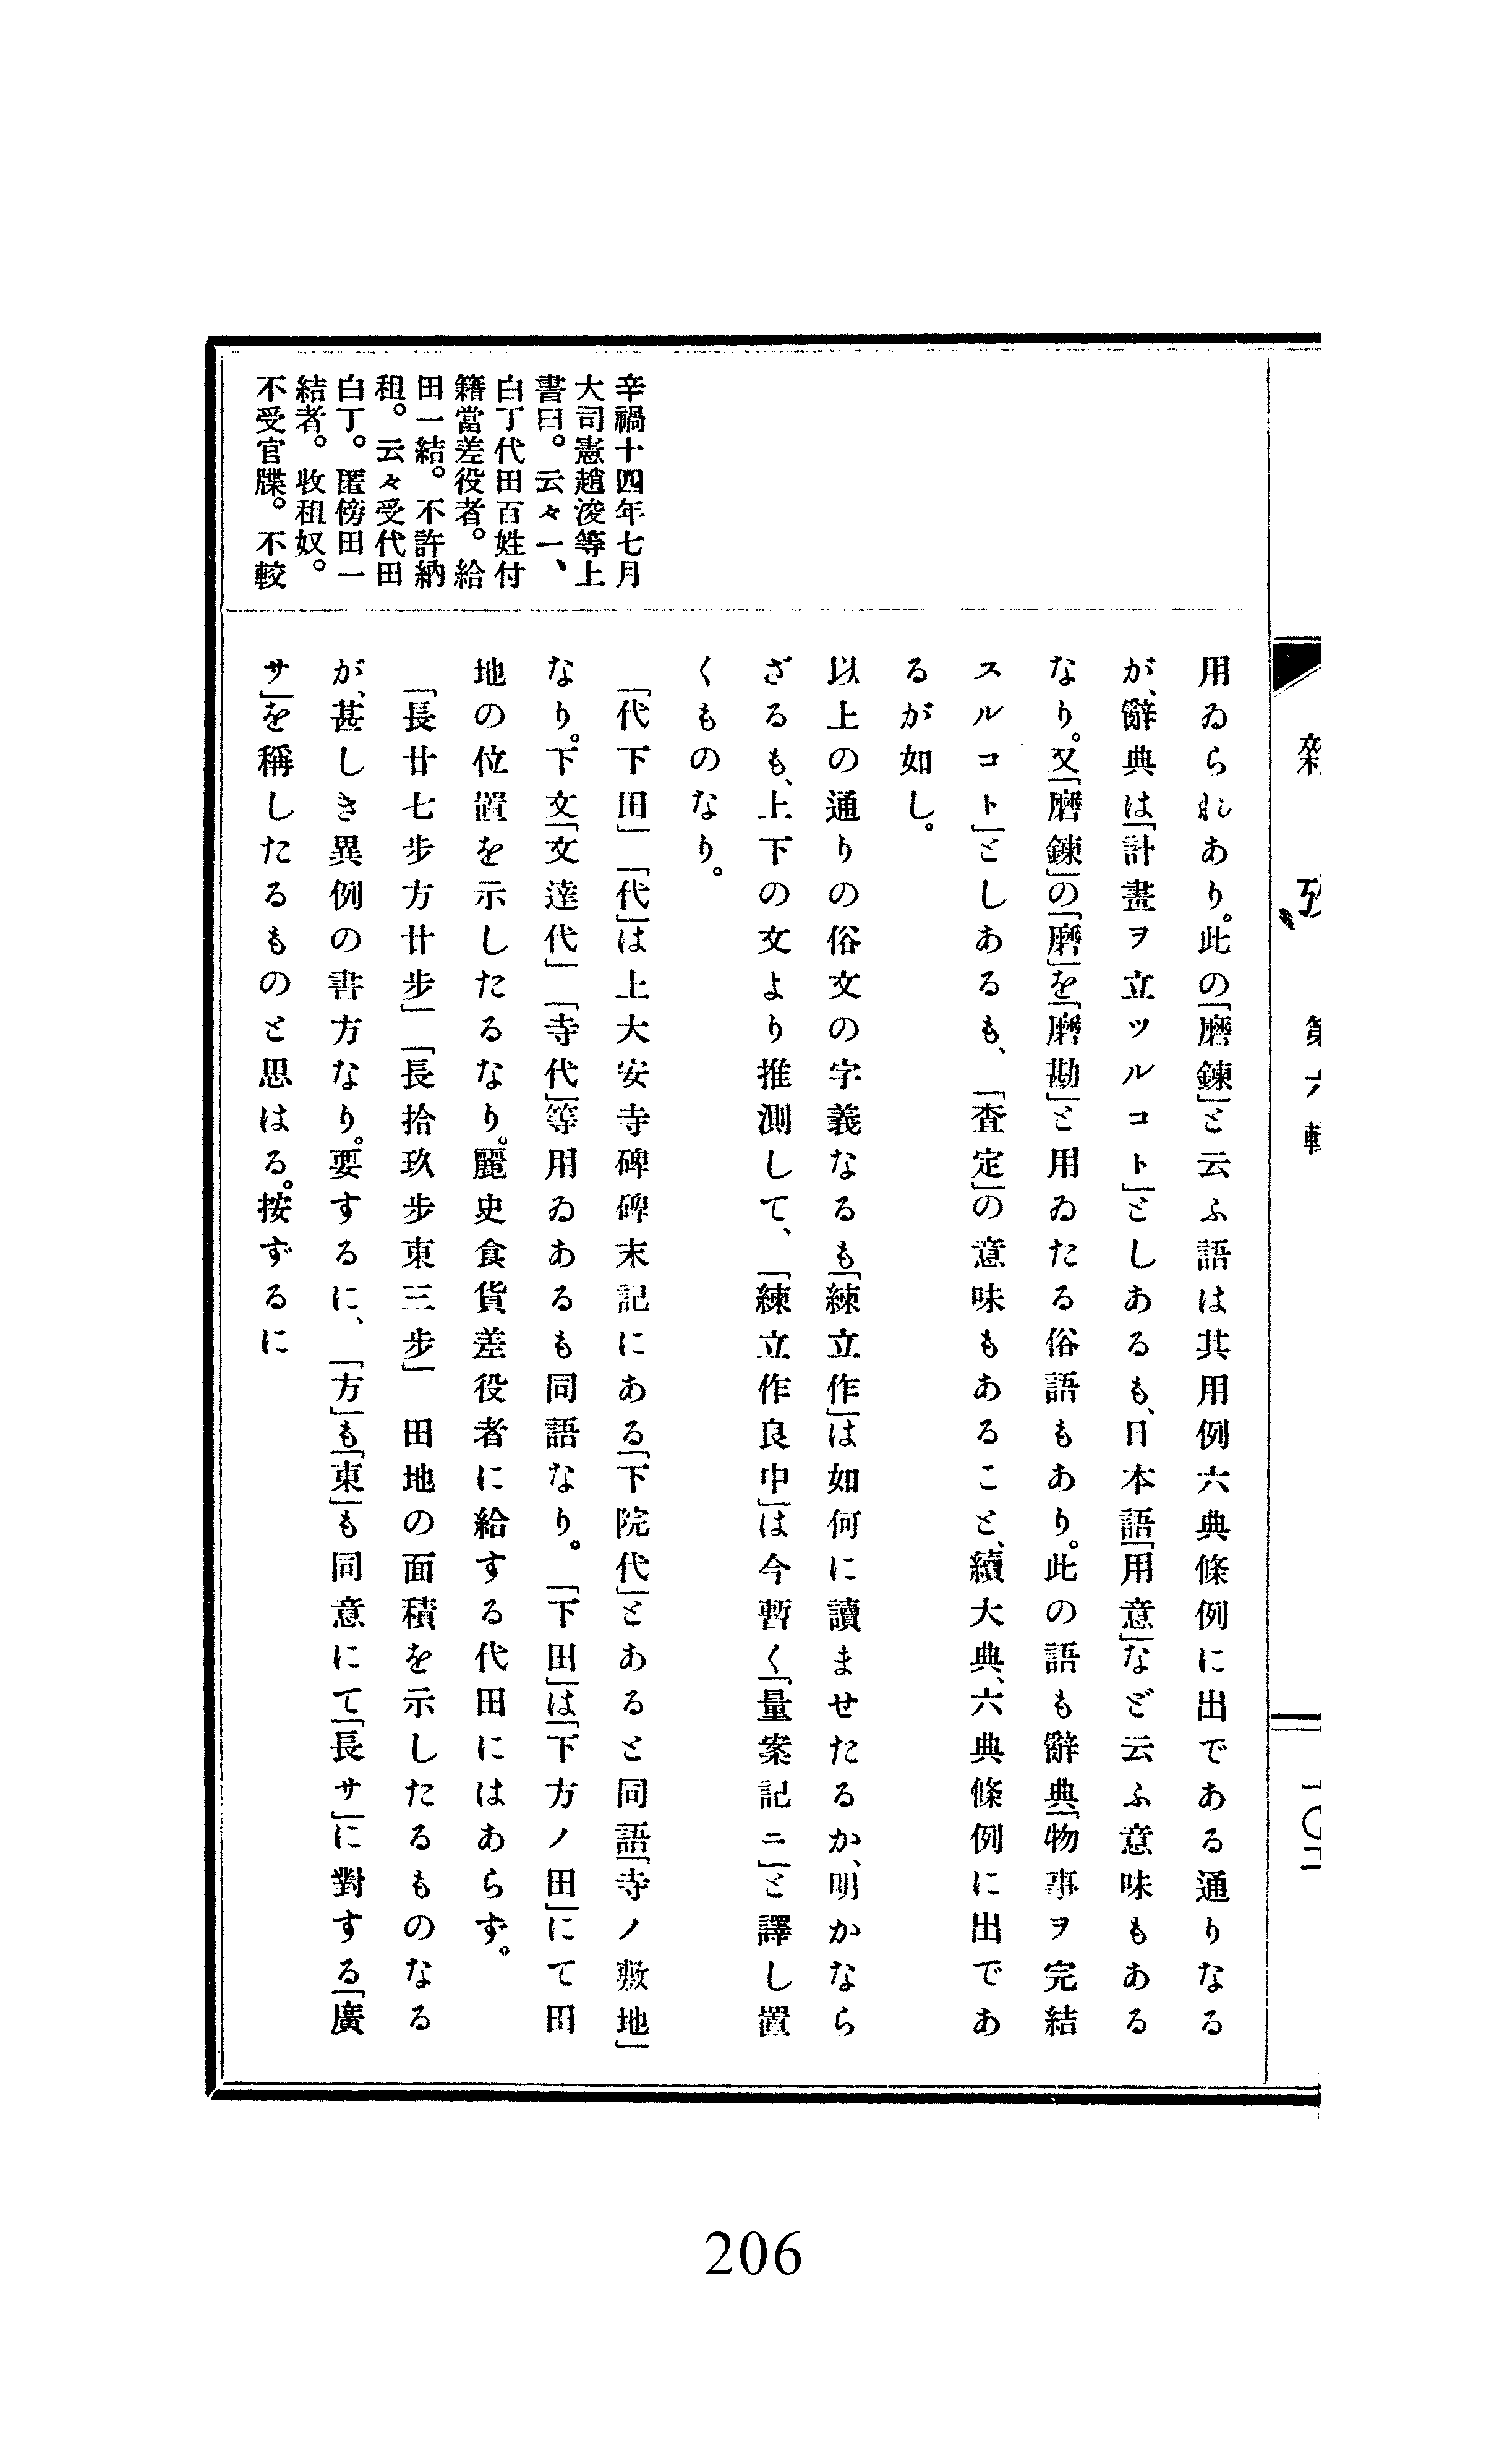 雜 攷 第六輯
用ゐられあり。此の「磨鍊」と云ふ語は其用例六典條例に出である通りなる
が、辭典は「計畫ヲ立ツルコト」としあるも、日本語「用意」など云ふ意味もある
なり。又「磨鍊」の「磨」を「磨勘」と用ゐたる俗語もあり。此の語も辭典「物事ヲ完結
スルコト」としあるも、「査定」の意味もあること、續大典、六典條例に出であ
るが如し。
以上の通りの俗文の字義なるも「練立作」は如何に讀ませたるか、明かなら
ざるも、上下の文より推測して、「練立作良中」は今暫く「量案記ニ」と譯し置
くものなり。
「代下田」「代」は上大安寺碑碑末記にある「下院代」とあると同語「寺ノ敷地」
なり。下文「文達代」「寺代」等用ゐあるも同語なり。「下田」は「下方ノ田」にて田
地の位置を示したるなり。麗史食貨差役者に給する代田にはあらず。
「長廿七步方廿步」「長拾玖步東三步」 田地の面積を示したるものなる
が、甚しき異例の書方なり。要するに、「方」も「東」も同意にて「長サ」に對する「廣
サ」を稱したるものと思はる。按ずるに
辛禑十四年七月
大司憲趙浚等上
書曰。云々一、
白丁代田百姓付
籍當差役者。給
田一結。不許納
租。云々受代田
白丁。匿傍田一
結者。收租奴。
不受官牒。不較
206